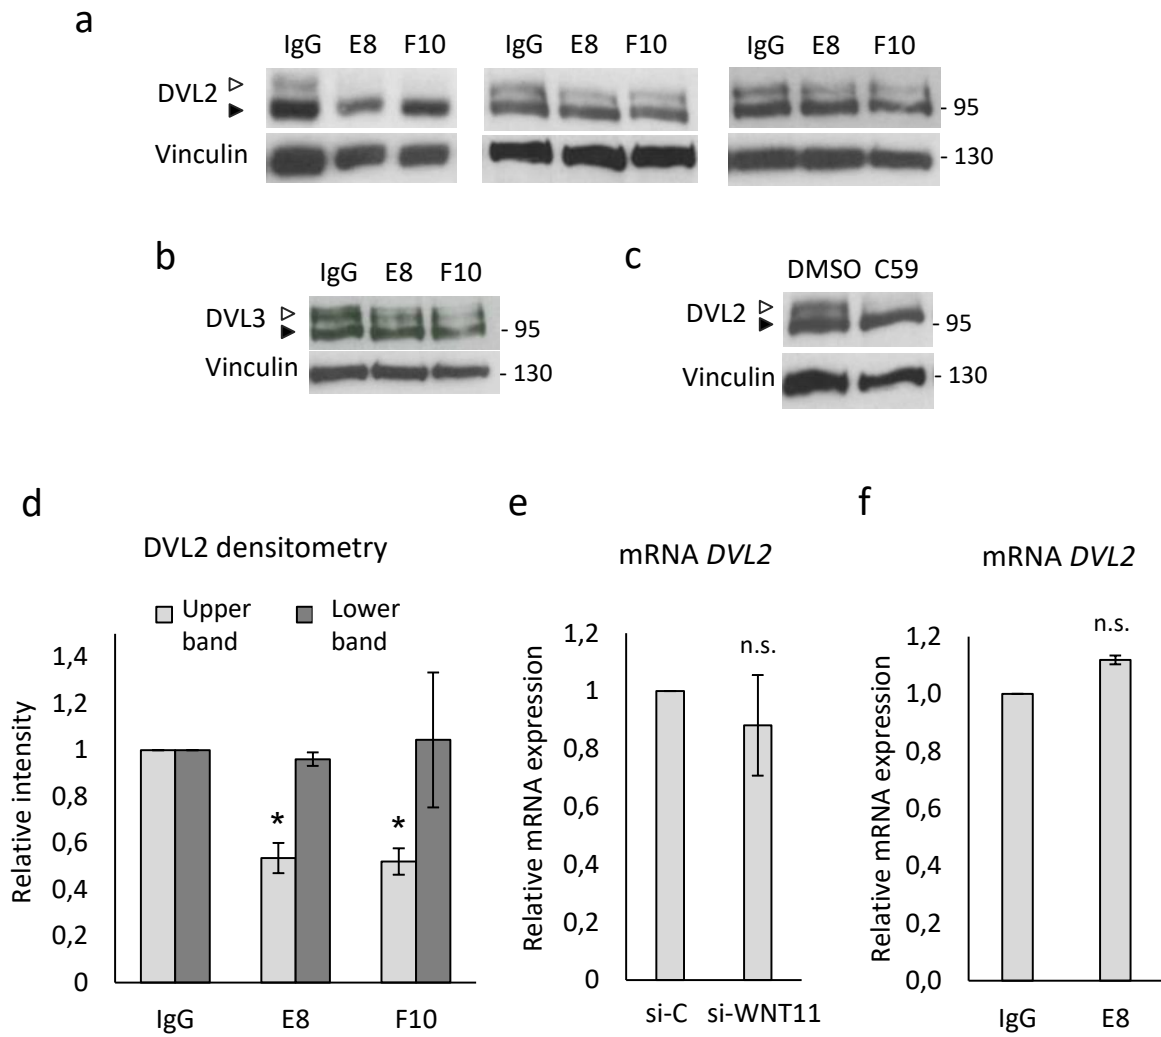 a
IgG E8 F10 IgG E8 F10 IgG E8 F10
DVL2
- 95
Vinculin
- 130
b
IgG E8 F10
DVL3
- 95
Vinculin
- 130
c
DMSO C59
DVL2
- 95
Vinculin
- 130
d
DVL2 densitometry
Upper band
Lower band
Relative intensity
1,4
1,2
1
0,8
0,6
0,4
0,2
0
*
*
IgG E8 F10
e
mRNA DVL2
Relative mRNA expression
1,2
1
0,8
0,6
0,4
0,2
0
n.s.
si-C si-WNT11
f
mRNA DVL2
Relative mRNA expression
1,2
1,0
0,8
0,6
0,4
0,2
0,0
n.s.
IgG E8